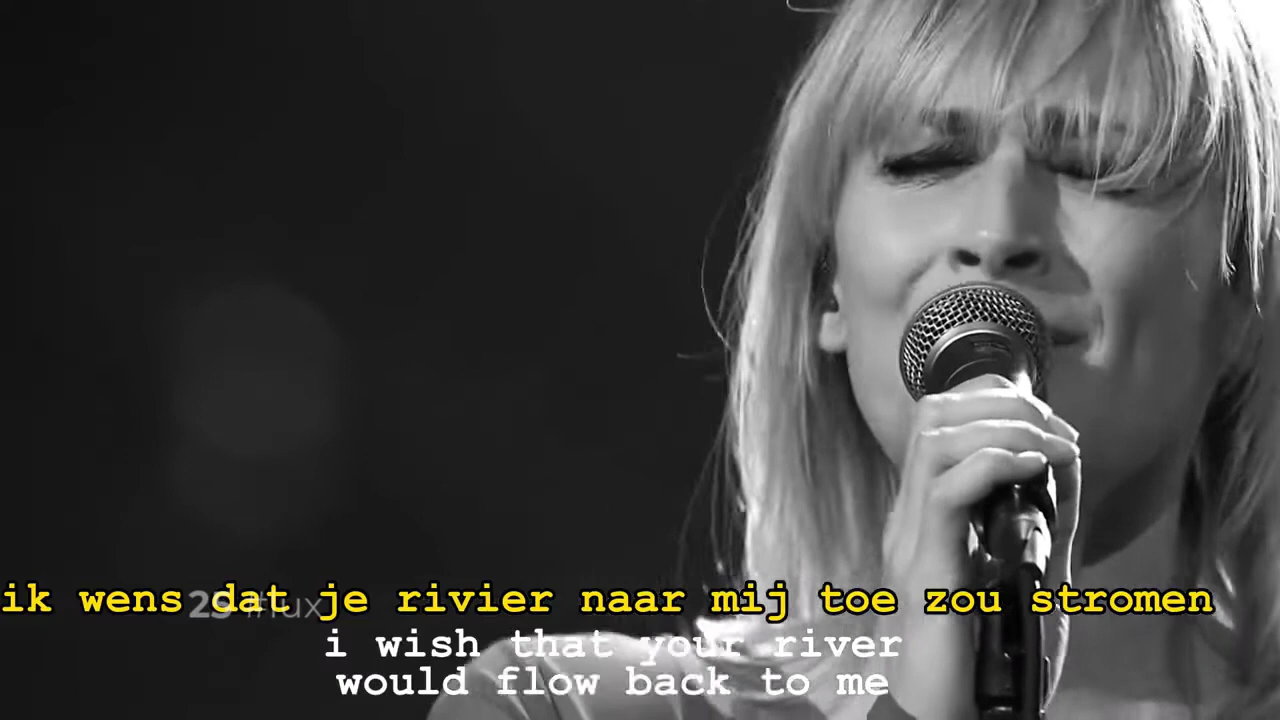 ik wens dat je rivier naar mij toe zou stromen
i wish that your river
would flow back to me